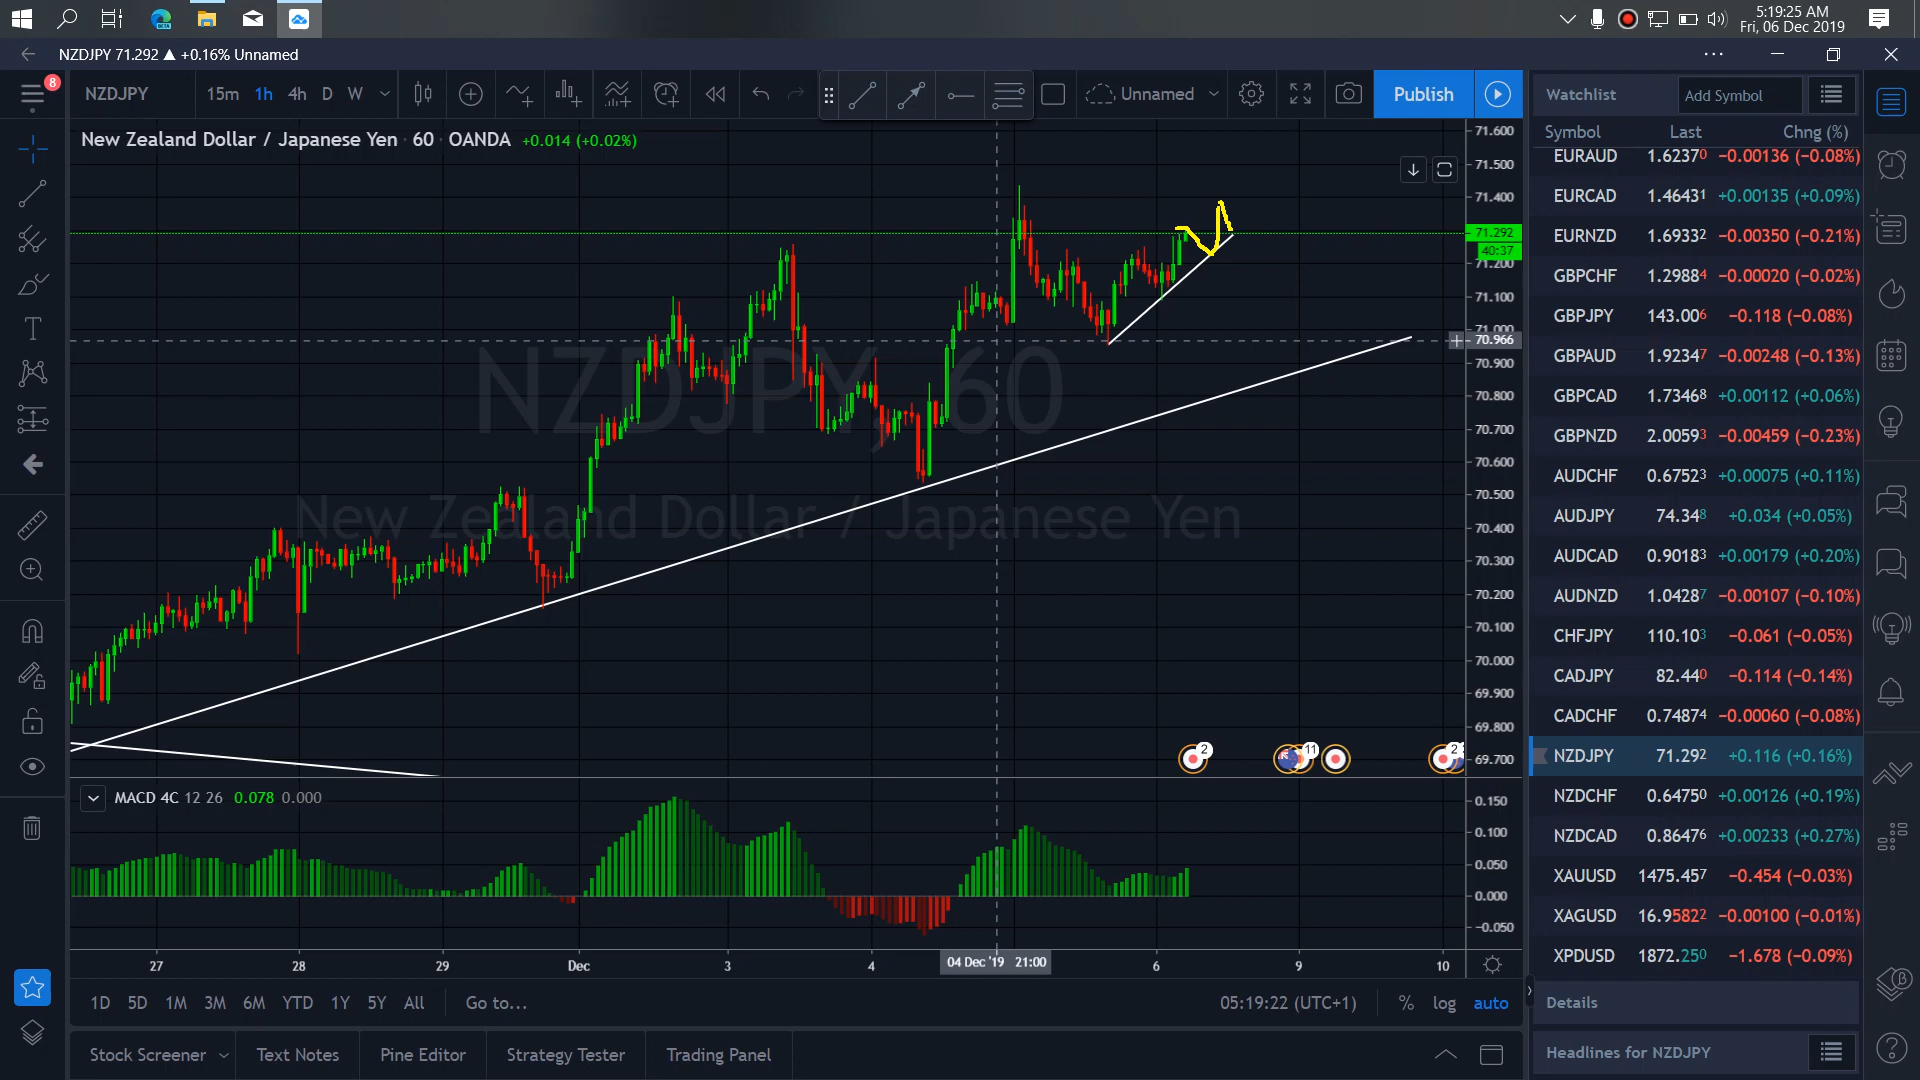 5:19:25 AM
Fri, 06 Dec 2019
NZDJPY 71.292 ▲ +0.16% Unnamed
8
NZDJPY 15m 1h 4h D W
Unnamed
Publish
New Zealand Dollar / Japanese Yen · 60 · OANDA +0.014 (+0.02%)
NZDJPY, 60
New Zealand Dollar / Japanese Yen
71.600
71.500
71.400
71.292
40:37
71.200
71.100
71.000
70.966
70.900
70.800
70.700
70.600
70.500
70.400
70.300
70.200
70.100
70.000
69.900
69.800
69.700
2
11
2
MACD 4C 12 26 0.078 0.000
0.150
0.100
0.050
0.000
−0.050
27 28 29 Dec 3 4 04 Dec '19 21:00 6 9 10
1D 5D 1M 3M 6M YTD 1Y 5Y All Go to...
05:19:22 (UTC+1) % log auto
Stock Screener Text Notes Pine Editor Strategy Tester Trading Panel
Watchlist Add Symbol
Symbol Last Chng (%)
EURAUD 1.62370 −0.00136 (−0.08%)
EURCAD 1.46431 +0.00135 (+0.09%)
EURNZD 1.69332 −0.00350 (−0.21%)
GBPCHF 1.29884 −0.00020 (−0.02%)
GBPJPY 143.006 −0.118 (−0.08%)
GBPAUD 1.92347 −0.00248 (−0.13%)
GBPCAD 1.73468 +0.00112 (+0.06%)
GBPNZD 2.00593 −0.00459 (−0.23%)
AUDCHF 0.67523 +0.00075 (+0.11%)
AUDJPY 74.348 +0.034 (+0.05%)
AUDCAD 0.90183 +0.00179 (+0.20%)
AUDNZD 1.04287 −0.00107 (−0.10%)
CHFJPY 110.103 −0.061 (−0.05%)
CADJPY 82.440 −0.114 (−0.14%)
CADCHF 0.74874 −0.00060 (−0.08%)
NZDJPY 71.292 +0.116 (+0.16%)
NZDCHF 0.64750 +0.00126 (+0.19%)
NZDCAD 0.86476 +0.00233 (+0.27%)
XAUUSD 1475.457 −0.454 (−0.03%)
XAGUSD 16.95822 −0.00100 (−0.01%)
XPDUSD 1872.250 −1.678 (−0.09%)
Details
Headlines for NZDJPY